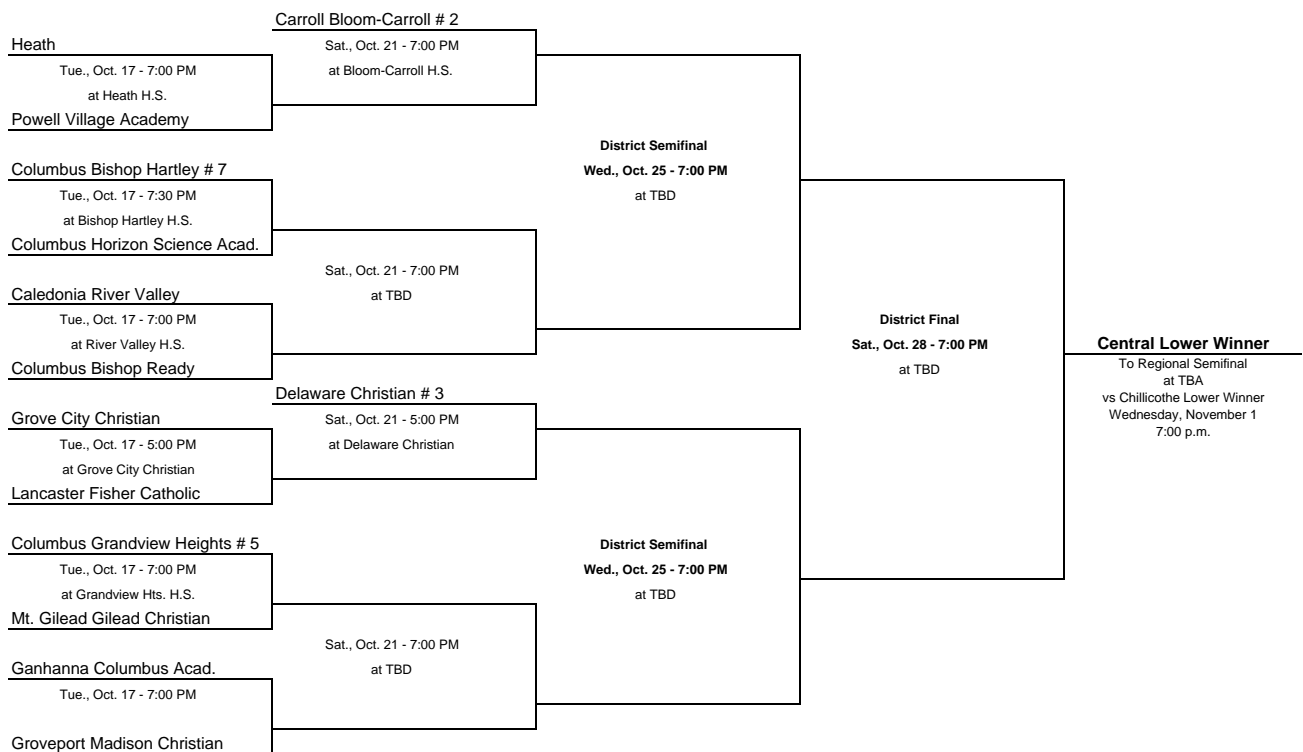 Carroll Bloom-Carroll # 2
Heath
Sat., Oct. 21 - 7:00 PM
Tue., Oct. 17 - 7:00 PM
at Bloom-Carroll H.S.
at Heath H.S.
Powell Village Academy
District Semifinal
Columbus Bishop Hartley # 7
Wed., Oct. 25 - 7:00 PM
Tue., Oct. 17 - 7:30 PM
at TBD
at Bishop Hartley H.S.
Columbus Horizon Science Acad.
Sat., Oct. 21 - 7:00 PM
Caledonia River Valley
at TBD
Tue., Oct. 17 - 7:00 PM
District Final
at River Valley H.S.
Sat., Oct. 28 - 7:00 PM
Central Lower Winner
Columbus Bishop Ready
at TBD
To Regional Semifinal
at TBA
vs Chillicothe Lower Winner
Wednesday, November 1
7:00 p.m.
Delaware Christian # 3
Grove City Christian
Sat., Oct. 21 - 5:00 PM
Tue., Oct. 17 - 5:00 PM
at Delaware Christian
at Grove City Christian
Lancaster Fisher Catholic
Columbus Grandview Heights # 5
District Semifinal
Tue., Oct. 17 - 7:00 PM
Wed., Oct. 25 - 7:00 PM
at Grandview Hts. H.S.
at TBD
Mt. Gilead Gilead Christian
Sat., Oct. 21 - 7:00 PM
Ganhanna Columbus Acad.
at TBD
Tue., Oct. 17 - 7:00 PM
Groveport Madison Christian